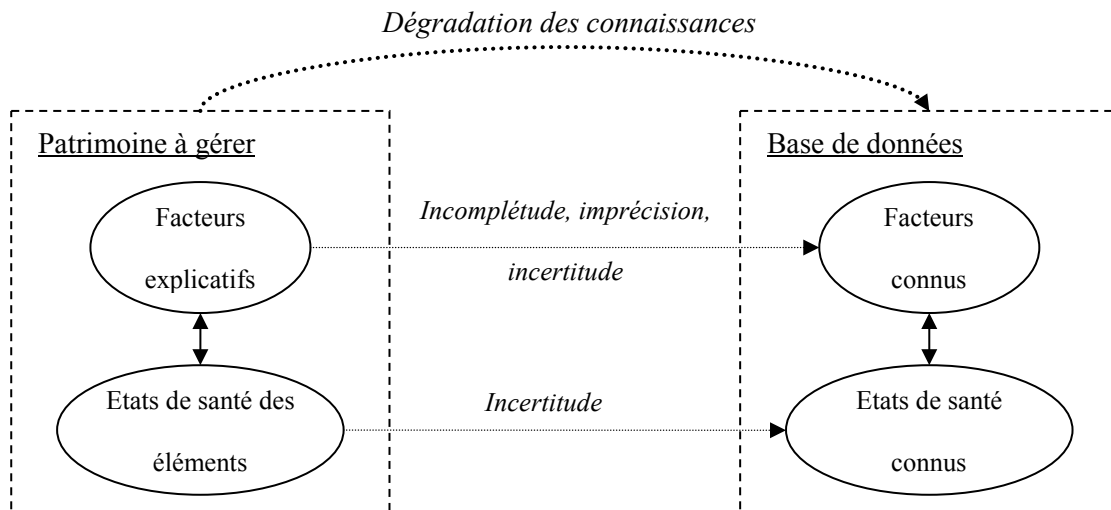 Dégradation des connaissances
Patrimoine à gérer
Base de données
Facteurs
explicatifs
Incomplétude, imprécision,
incertitude
Facteurs
connus
Etats de santé des
éléments
Incertitude
Etats de santé
connus